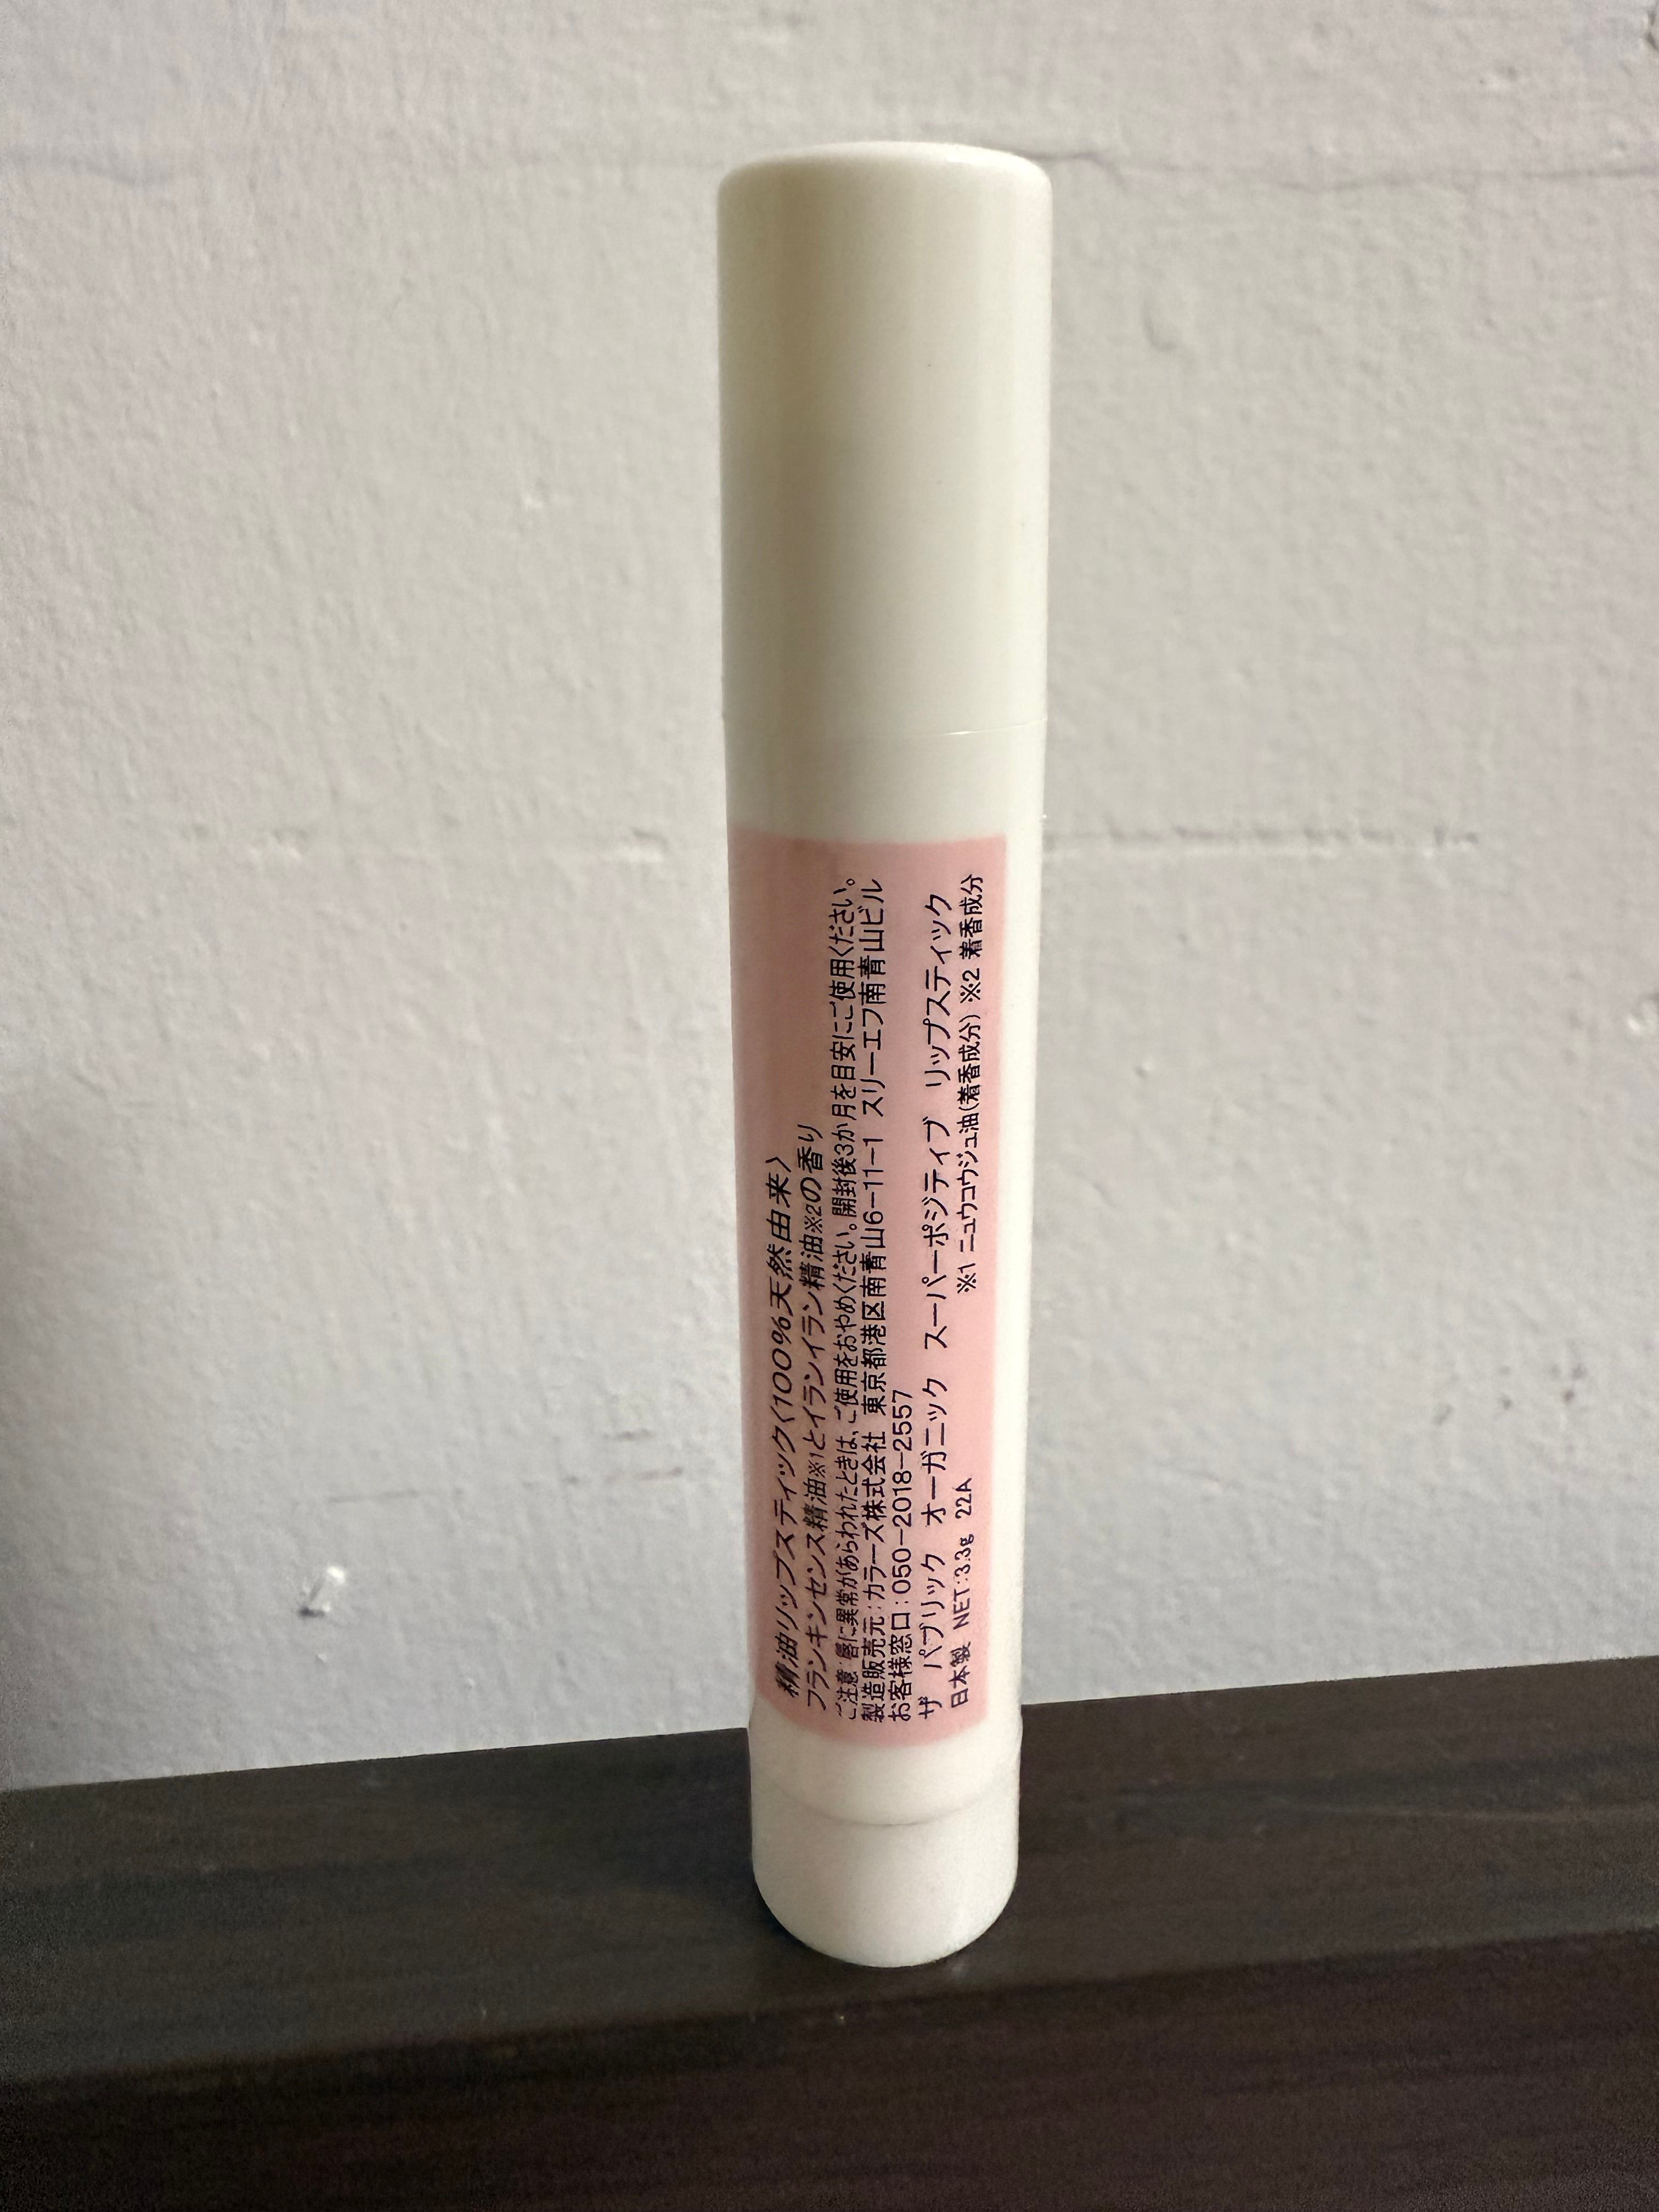 精油リップスティック〈100%天然由来〉
フランキンセンス精油※1とイランイラン精油※2の香り
ご注意:唇に異常があらわれたときは、ご使用をおやめください。開封後3か月を目安にご使用ください。
製造販売元:カラーズ株式会社 東京都港区南青山6-11-1 スリーエフ南青山ビル
お客様窓口:050-2018-2557
ザ パブリック オーガニック スーパーポジティブ リップスティック
日本製 NET:3.3g 22A ※1 ニュウコウジュ油(着香成分) ※2 着香成分